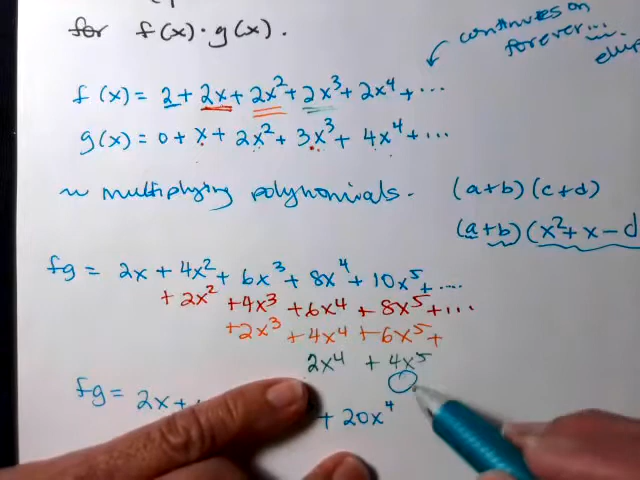 for f(x)·g(x).
continues on
forever...
f(x) = 2 + 2x + 2x² + 2x³ + 2x⁴ + ...
g(x) = 0 + x + 2x² + 3x³ + 4x⁴ + ...
~ multiplying polynomials.
(a+b)(c+d)
(a+b)(x²+x-d
fg = 2x + 4x² + 6x³ + 8x⁴ + 10x⁵ + ....
+ 2x² + 4x³ + 6x⁴ + 8x⁵ + ...
+ 2x³ + 4x⁴ + 6x⁵ +
2x⁴ + 4x⁵
fg = 2x + + 20x⁴